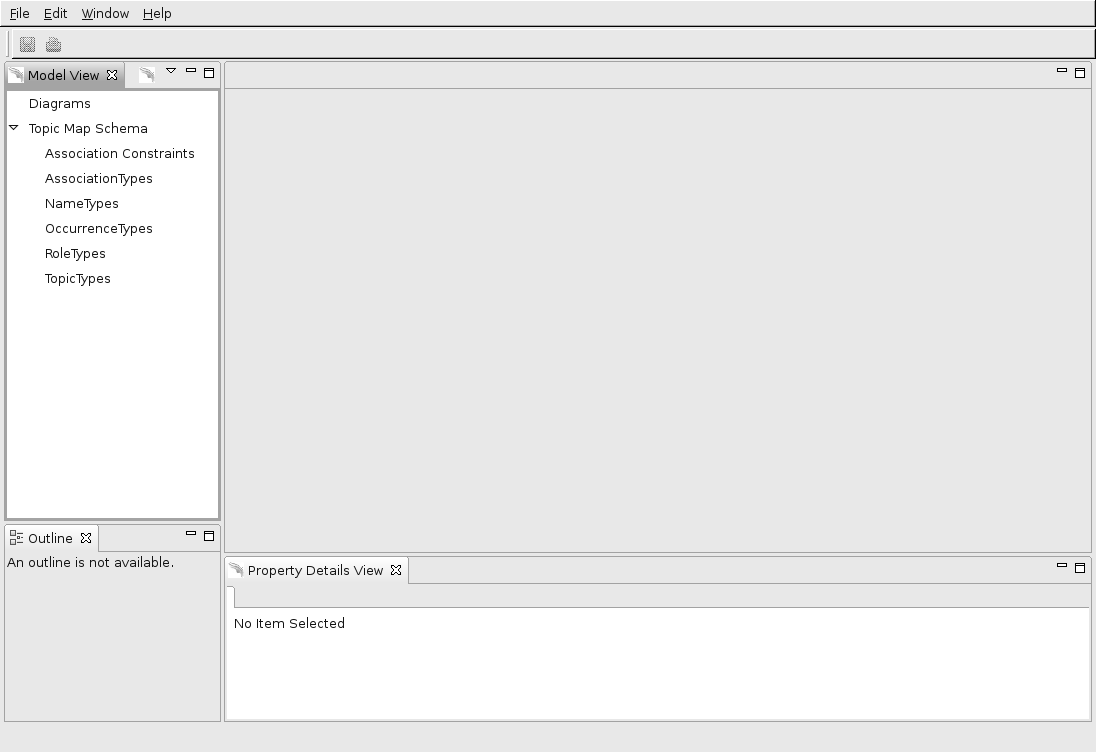 File Edit Window Help
Model View
Diagrams
Topic Map Schema
Association Constraints
AssociationTypes
NameTypes
OccurrenceTypes
RoleTypes
TopicTypes
Outline
An outline is not available.
Property Details View
No Item Selected